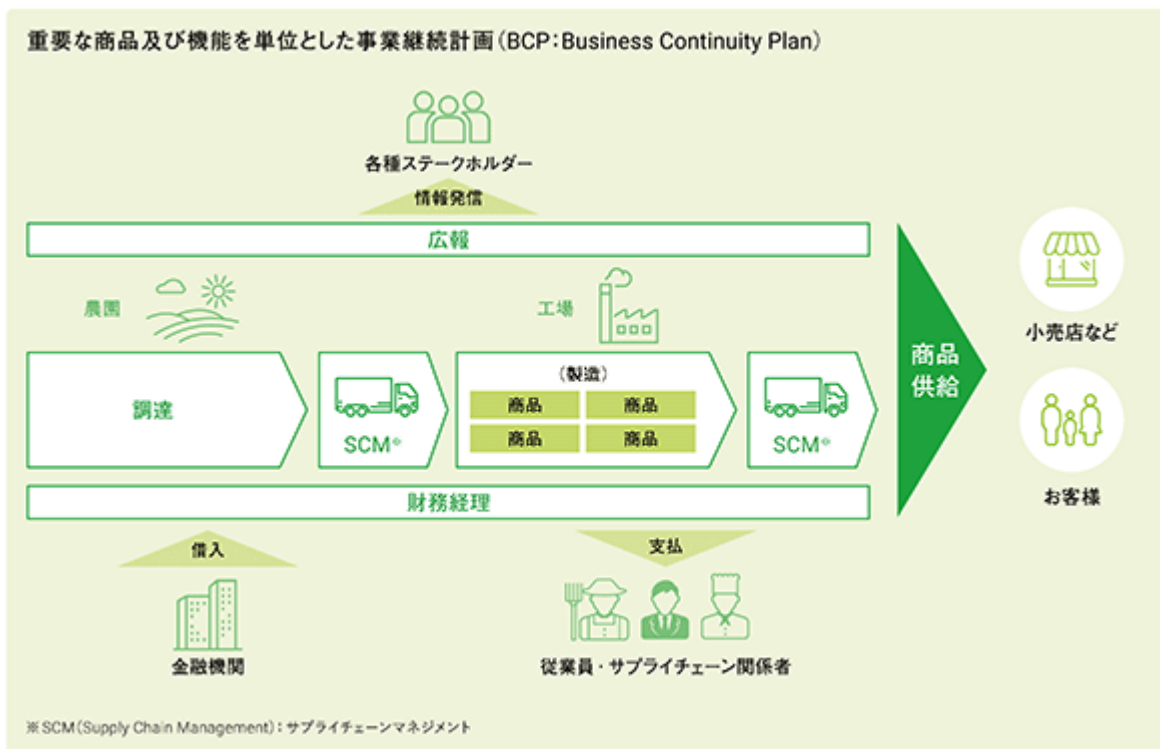 重要な商品及び機能を単位とした事業継続計画(BCP:Business Continuity Plan)
各種ステークホルダー
情報発信
広報
農園
工場
調達
SCM※
(製造)
商品
商品
商品
商品
SCM※
商品
供給
小売店など
お客様
財務経理
借入
支払
金融機関
従業員・サプライチェーン関係者
※SCM(Supply Chain Management):サプライチェーンマネジメント